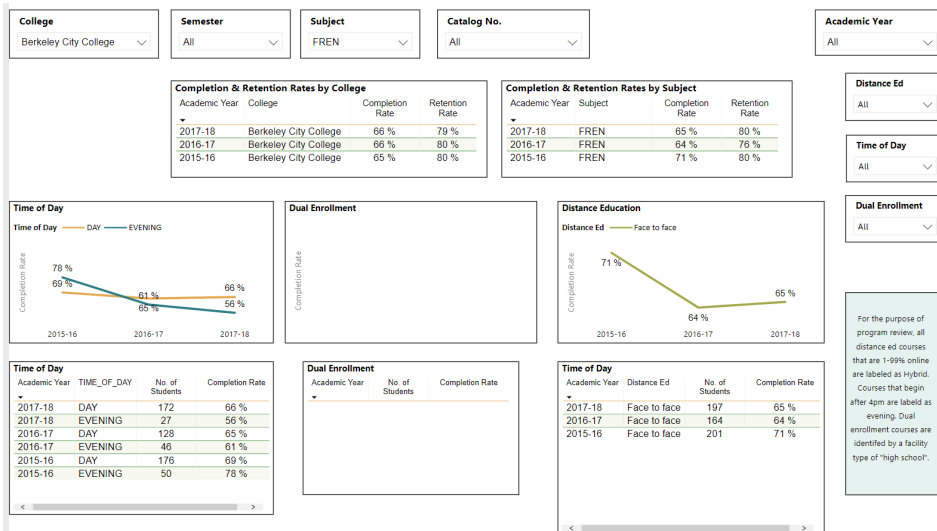 College
Berkeley City College
Semester
All
Subject
FREN
Catalog No.
All
Academic Year
All
Completion & Retention Rates by College
Academic Year College Completion Rate Retention Rate
2017-18 Berkeley City College 66 % 79 %
2016-17 Berkeley City College 66 % 80 %
2015-16 Berkeley City College 65 % 80 %
Completion & Retention Rates by Subject
Academic Year Subject Completion Rate Retention Rate
2017-18 FREN 65 % 80 %
2016-17 FREN 64 % 76 %
2015-16 FREN 71 % 80 %
Distance Ed
All
Time of Day
All
Dual Enrollment
All
Time of Day
Time of Day DAY EVENING
Completion Rate
78 %
69 %
61 %
65 %
66 %
56 %
2015-16 2016-17 2017-18
Dual Enrollment
Completion Rate
Distance Education
Distance Ed Face to face
Completion Rate
71 %
64 %
65 %
2015-16 2016-17 2017-18
Time of Day
Academic Year TIME_OF_DAY No. of Students Completion Rate
2017-18 DAY 172 66 %
2017-18 EVENING 27 56 %
2016-17 DAY 128 65 %
2016-17 EVENING 46 61 %
2015-16 DAY 176 69 %
2015-16 EVENING 50 78 %
Dual Enrollment
Academic Year No. of Students Completion Rate
Time of Day
Academic Year Distance Ed No. of Students Completion Rate
2017-18 Face to face 197 65 %
2016-17 Face to face 164 64 %
2015-16 Face to face 201 71 %
For the purpose of
program review, all
distance ed courses
that are 1-99% online
are labeled as Hybrid.
Courses that begin
after 4pm are labeld as
evening. Dual
enrollment courses are
identifed by a facility
type of "high school".